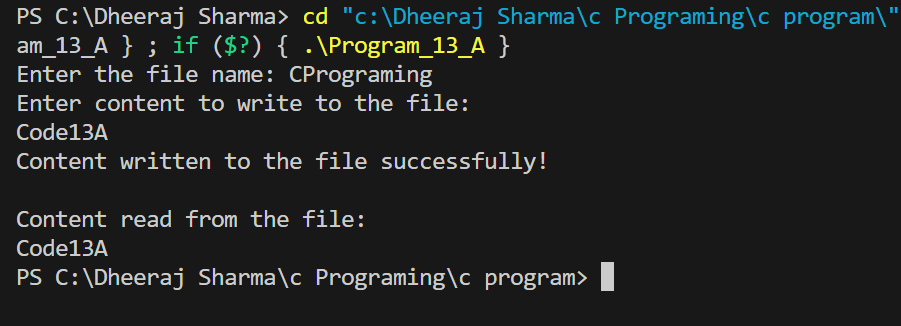 PS C:\Dheeraj Sharma> cd "c:\Dheeraj Sharma\c Programing\c program\"
am_13_A } ; if ($?) { .\Program_13_A }
Enter the file name: CPrograming
Enter content to write to the file:
Code13A
Content written to the file successfully!
Content read from the file:
Code13A
PS C:\Dheeraj Sharma\c Programing\c program>